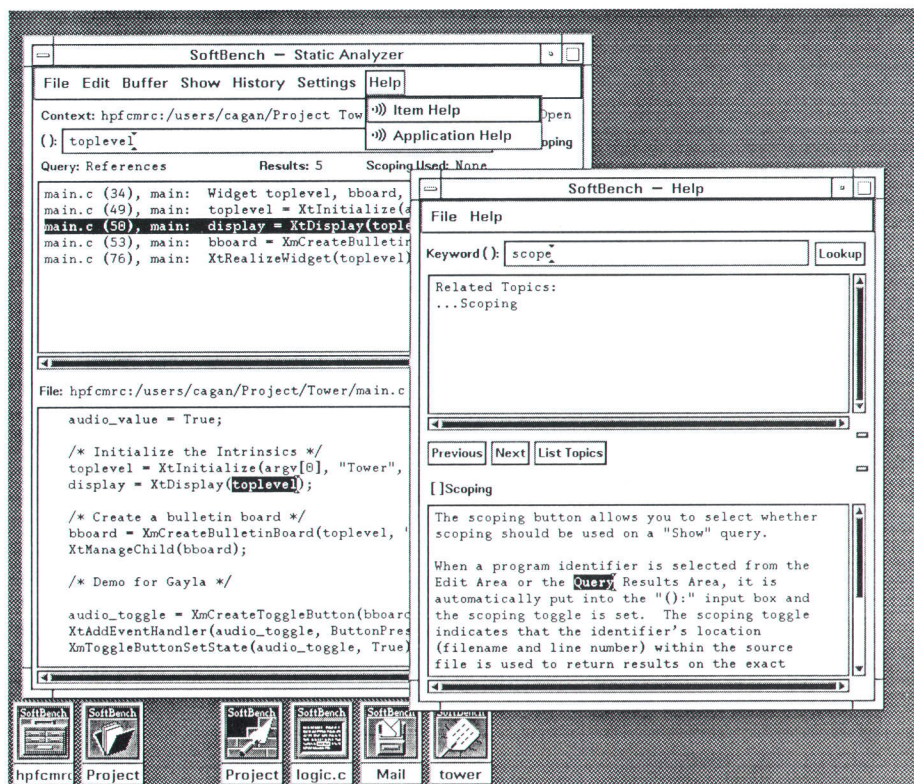 SoftBench — Static Analyzer
File Edit Buffer Show History Settings Help
Context: hpfcmrc:/users/cagan/Project Tow
Open
Item Help
Application Help
( ): toplevel
Query: References Results: 5 Scoping Used: None
main.c (34), main: Widget toplevel, bboard,
main.c (49), main: toplevel = XtInitialize(a
main.c (50), main: display = XtDisplay(tople
main.c (53), main: bboard = XmCreateBulletin
main.c (76), main: XtRealizeWidget(toplevel)
File: hpfcmrc:/users/cagan/Project/Tower/main.c
audio_value = True;
/* Initialize the Intrinsics */
toplevel = XtInitialize(argv[0], "Tower",
display = XtDisplay(toplevel);
/* Create a bulletin board */
bboard = XmCreateBulletinBoard(toplevel, '
XtManageChild(bboard);
/* Demo for Gayla */
audio_toggle = XmCreateToggleButton(bboard
XtAddEventHandler(audio_toggle, ButtonPres
XmToggleButtonSetState(audio_toggle, True)
SoftBench — Help
File Help
Keyword ( ): scope Lookup
Related Topics:
...Scoping
Previous Next List Topics
[ ]Scoping
The scoping button allows you to select whether
scoping should be used on a "Show" query.
When a program identifier is selected from the
Edit Area or the Query Results Area, it is
automatically put into the "():" input box and
the scoping toggle is set. The scoping toggle
indicates that the identifier's location
(filename and line number) within the source
file is used to return results on the exact
SoftBench SoftBench SoftBench SoftBench SoftBench SoftBench
hpfcmrc Project Project logic.c Mail tower